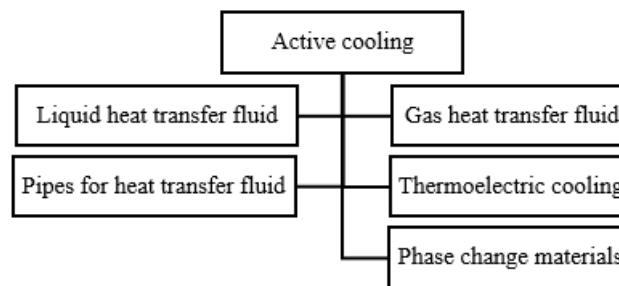 Active cooling
Liquid heat transfer fluid
Gas heat transfer fluid
Pipes for heat transfer fluid
Thermoelectric cooling
Phase change materials